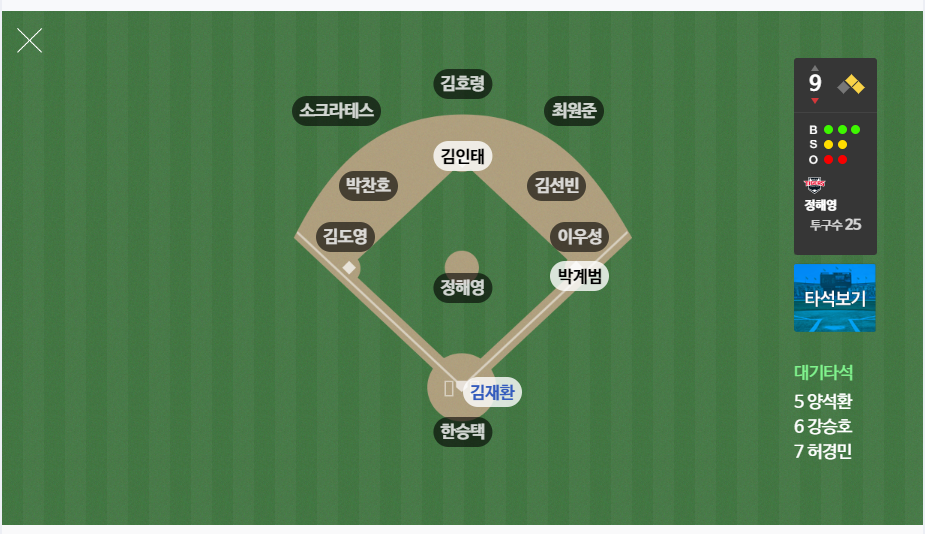 김호령
소크라테스
최원준
김인태
박찬호
김선빈
김도영
이우성
박계범
정해영
김재환
한승택
9
B
S
O
TIGERS
정해영
투구수 25
타석보기
대기타석
5 양석환
6 강승호
7 허경민